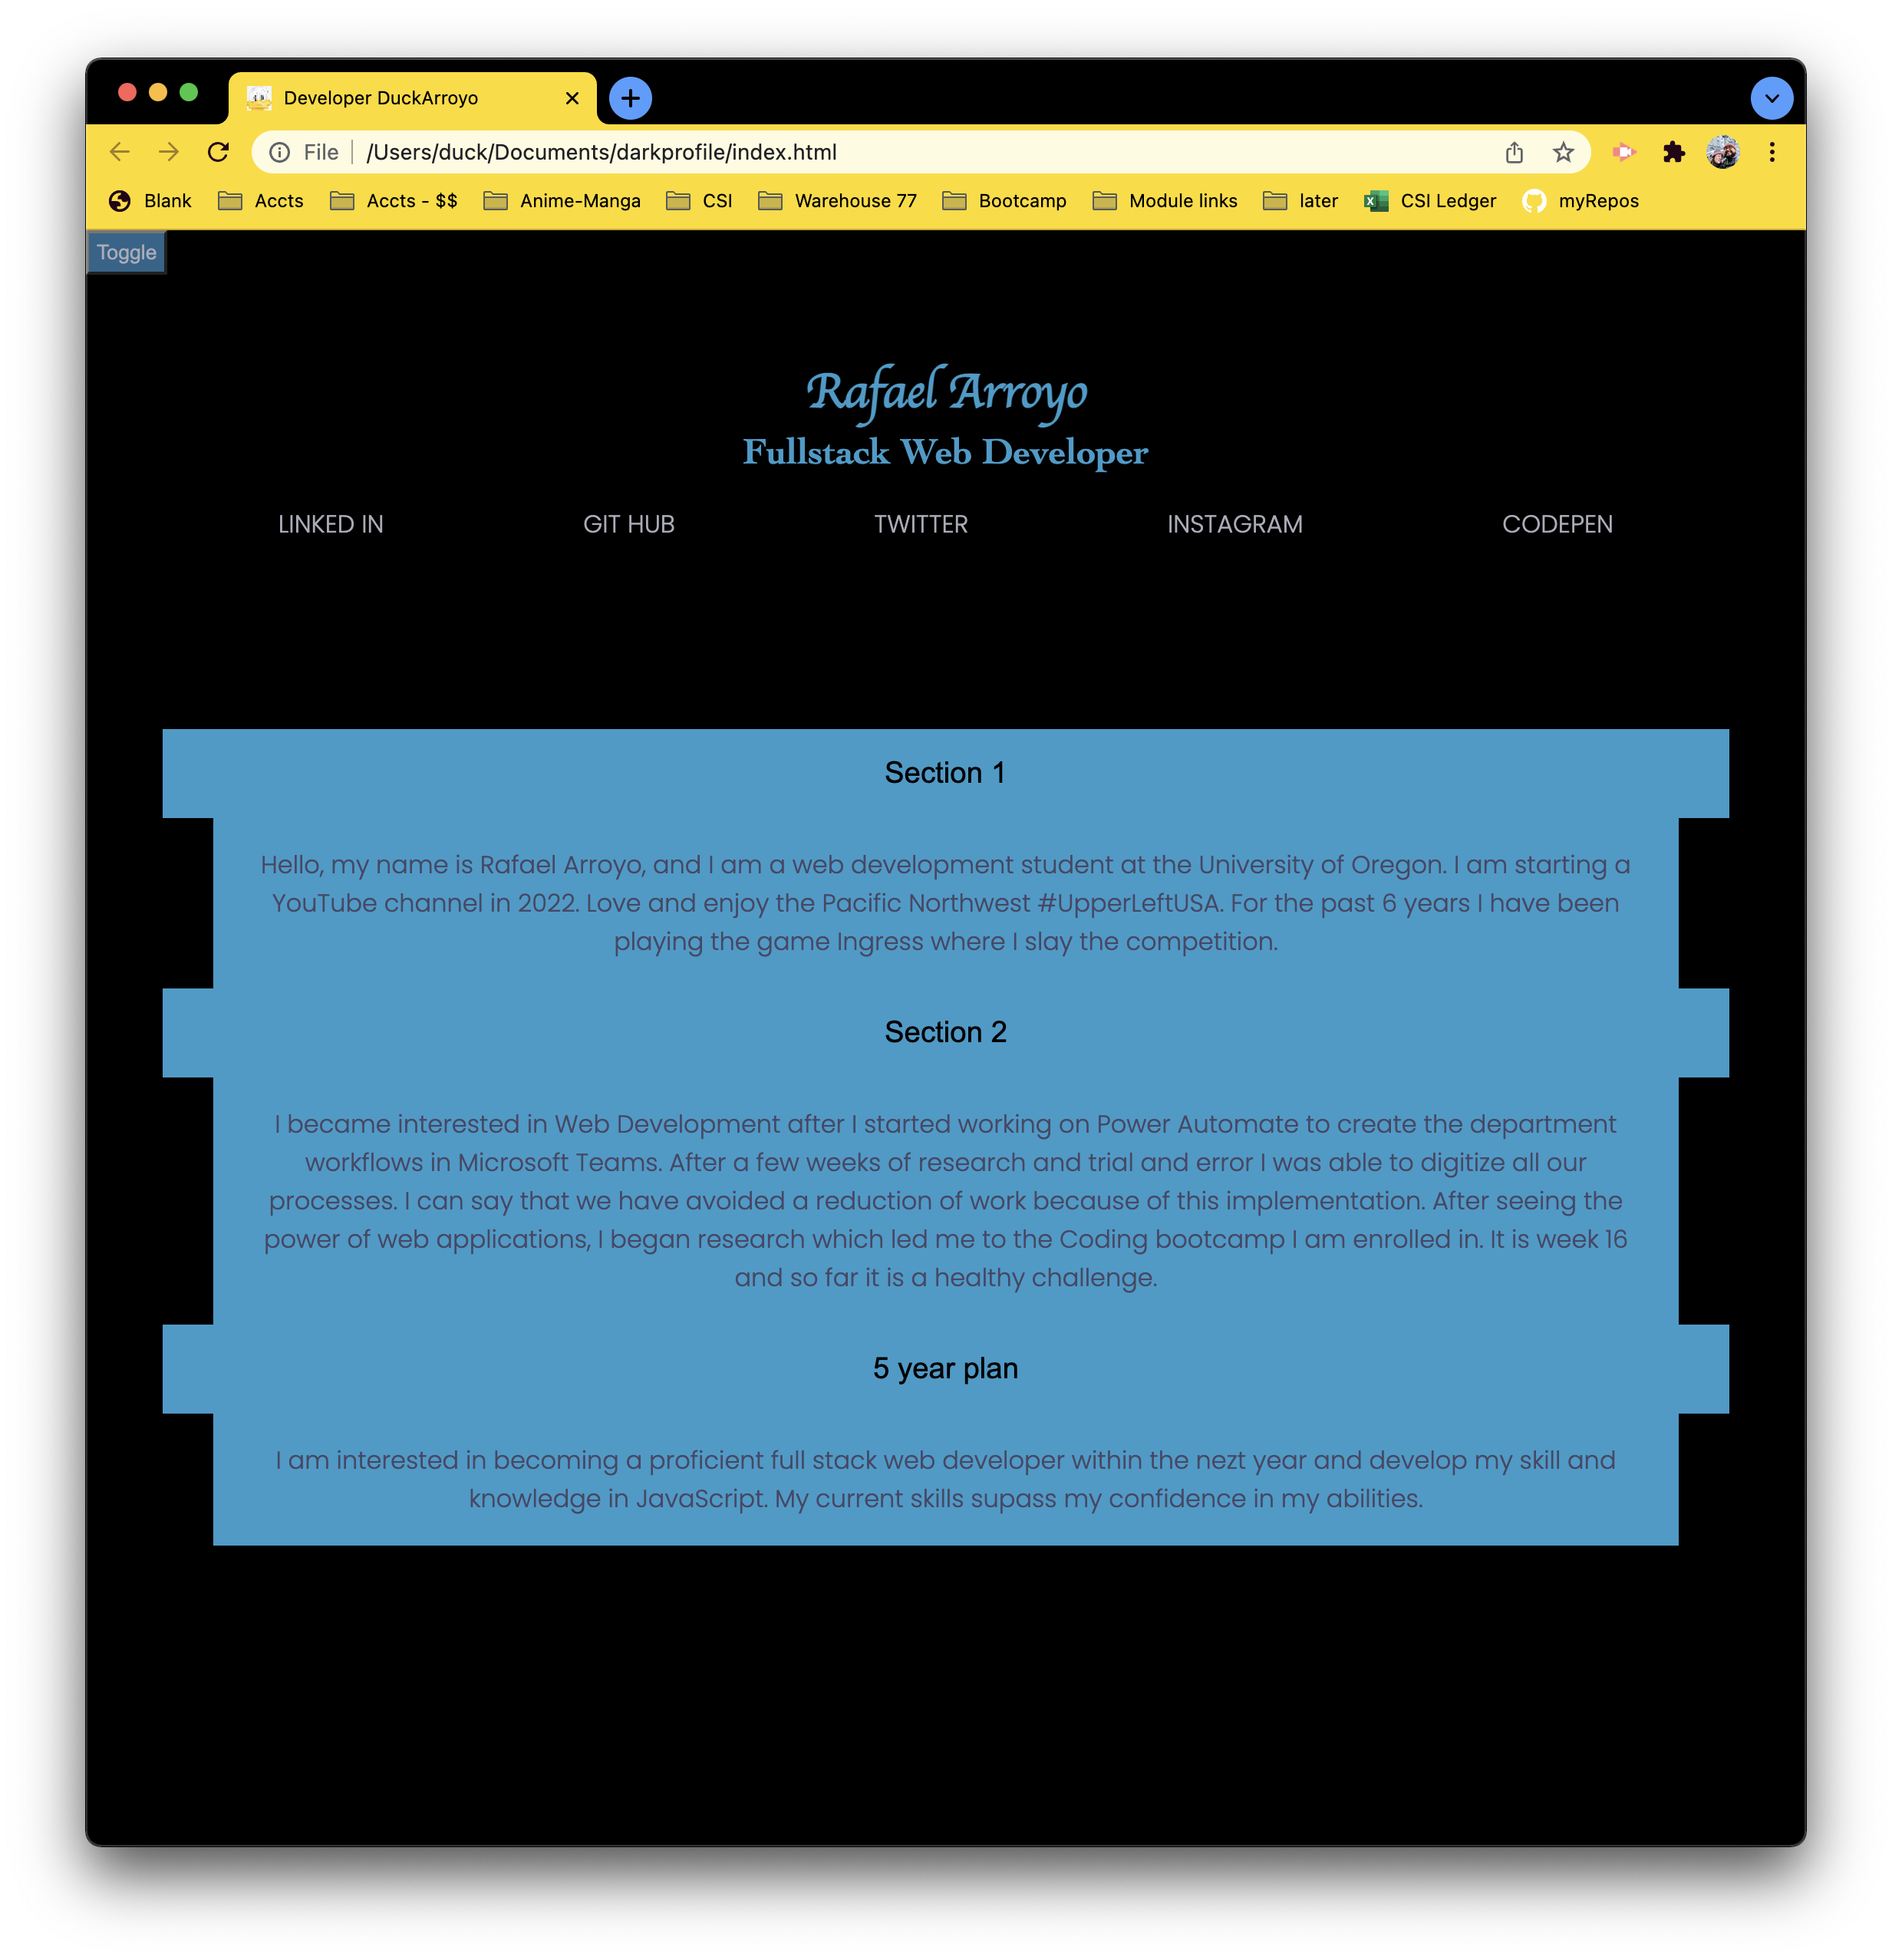 Developer DuckArroyo
File /Users/duck/Documents/darkprofile/index.html
Blank Accts Accts - $$ Anime-Manga CSI Warehouse 77 Bootcamp Module links later CSI Ledger myRepos
Toggle
Rafael Arroyo
Fullstack Web Developer
LINKED IN GIT HUB TWITTER INSTAGRAM CODEPEN
Section 1
Hello, my name is Rafael Arroyo, and I am a web development student at the University of Oregon. I am starting a
YouTube channel in 2022. Love and enjoy the Pacific Northwest #UpperLeftUSA. For the past 6 years I have been
playing the game Ingress where I slay the competition.
Section 2
I became interested in Web Development after I started working on Power Automate to create the department
workflows in Microsoft Teams. After a few weeks of research and trial and error I was able to digitize all our
processes. I can say that we have avoided a reduction of work because of this implementation. After seeing the
power of web applications, I began research which led me to the Coding bootcamp I am enrolled in. It is week 16
and so far it is a healthy challenge.
5 year plan
I am interested in becoming a proficient full stack web developer within the nezt year and develop my skill and
knowledge in JavaScript. My current skills supass my confidence in my abilities.